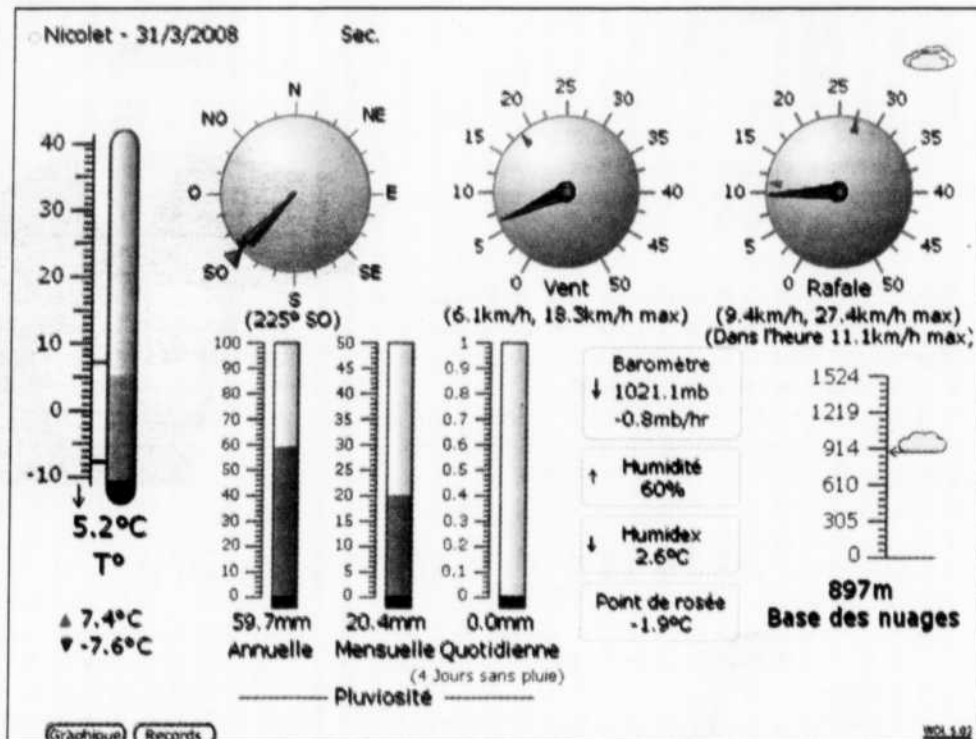 Nicolet - 31/3/2008 Sec.
N
NO NE
O E
SO SE
S
(225º SO)
25
20 30
15 35
10 40
5 45
0 50
Vent
(6.1km/h, 18.3km/h max)
25
20 30
15 35
10 40
5 45
0 50
Rafale
(9.4km/h, 27.4km/h max)
(Dans l'heure 11.1km/h max)
40
30
20
10
0
-10
5.2ºC
Tº
7.4ºC
-7.6ºC
100
90
80
70
60
50
40
30
20
10
0
59.7mm
Annuelle
50
45
40
35
30
25
20
15
10
5
0
20.4mm
Mensuelle
1
0.9
0.8
0.7
0.6
0.5
0.4
0.3
0.2
0.1
0
0.0mm
Quotidienne
(4 Jours sans pluie)
Pluviosité
Baromètre
1021.1mb
-0.8mb/hr
Humidité
60%
Humidex
2.6ºC
Point de rosée
-1.9ºC
1524
1219
914
610
305
0
897m
Base des nuages
Graphique Records